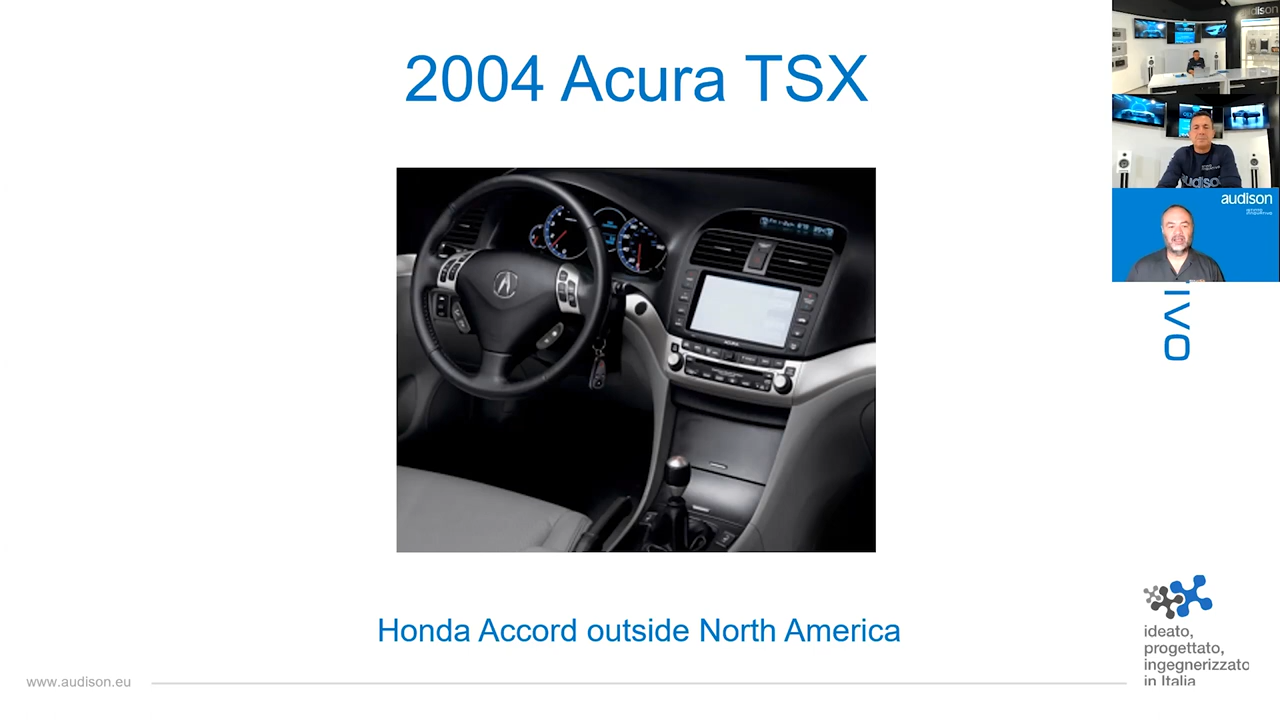 2004 Acura TSX
Honda Accord outside North America
www.audison.eu
audison
audison
audison
IVO
ideato,
progettato,
ingegnerizzato
in Italia